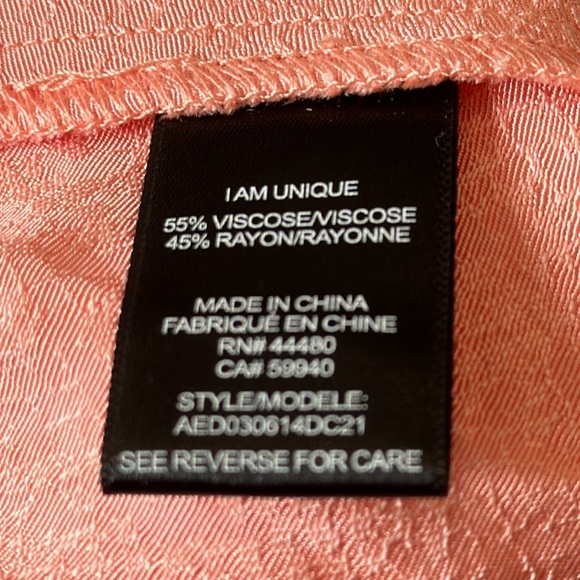 I AM UNIQUE
55% VISCOSE/VISCOSE
45% RAYON/RAYONNE
MADE IN CHINA
FABRIQUÉ EN CHINE
RN# 44480
CA# 59940
STYLE/MODELE:
AED030614DC21
SEE REVERSE FOR CARE